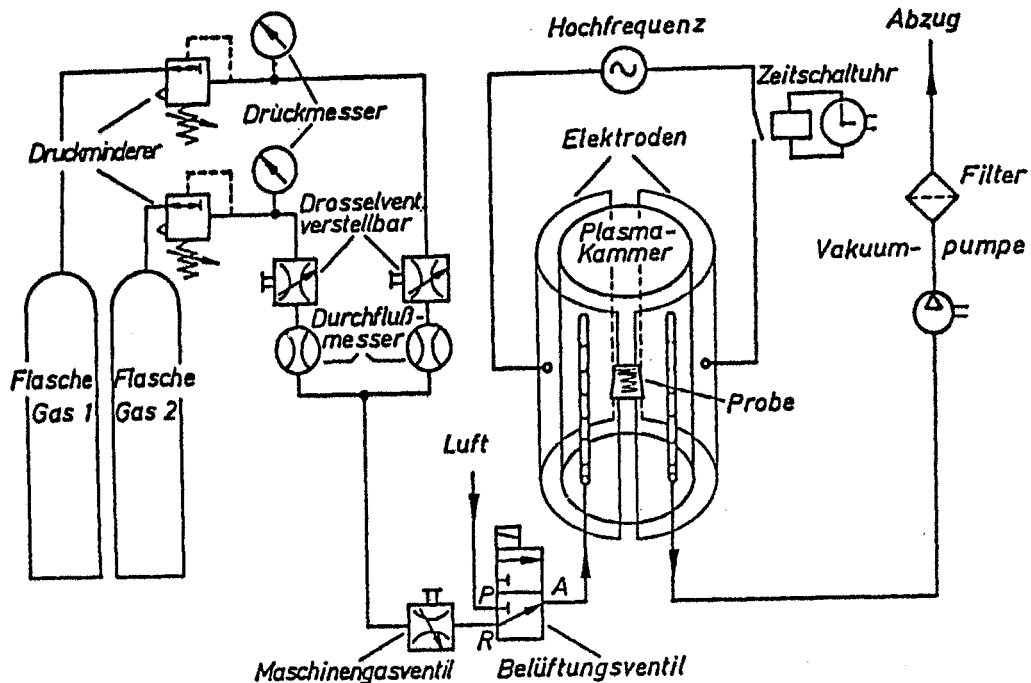 Hochfrequenz
Abzug
Zeitschaltuhr
Drückmesser
Druckminderer
Elektroden
Filter
Drosselvent.
verstellbar
Plasma-
Kammer
Vakuum-pumpe
Durchfluß-
messer
Flasche
Gas 1
Flasche
Gas 2
Probe
Luft
P
A
R
Maschinengasventil
Belüftungsventil